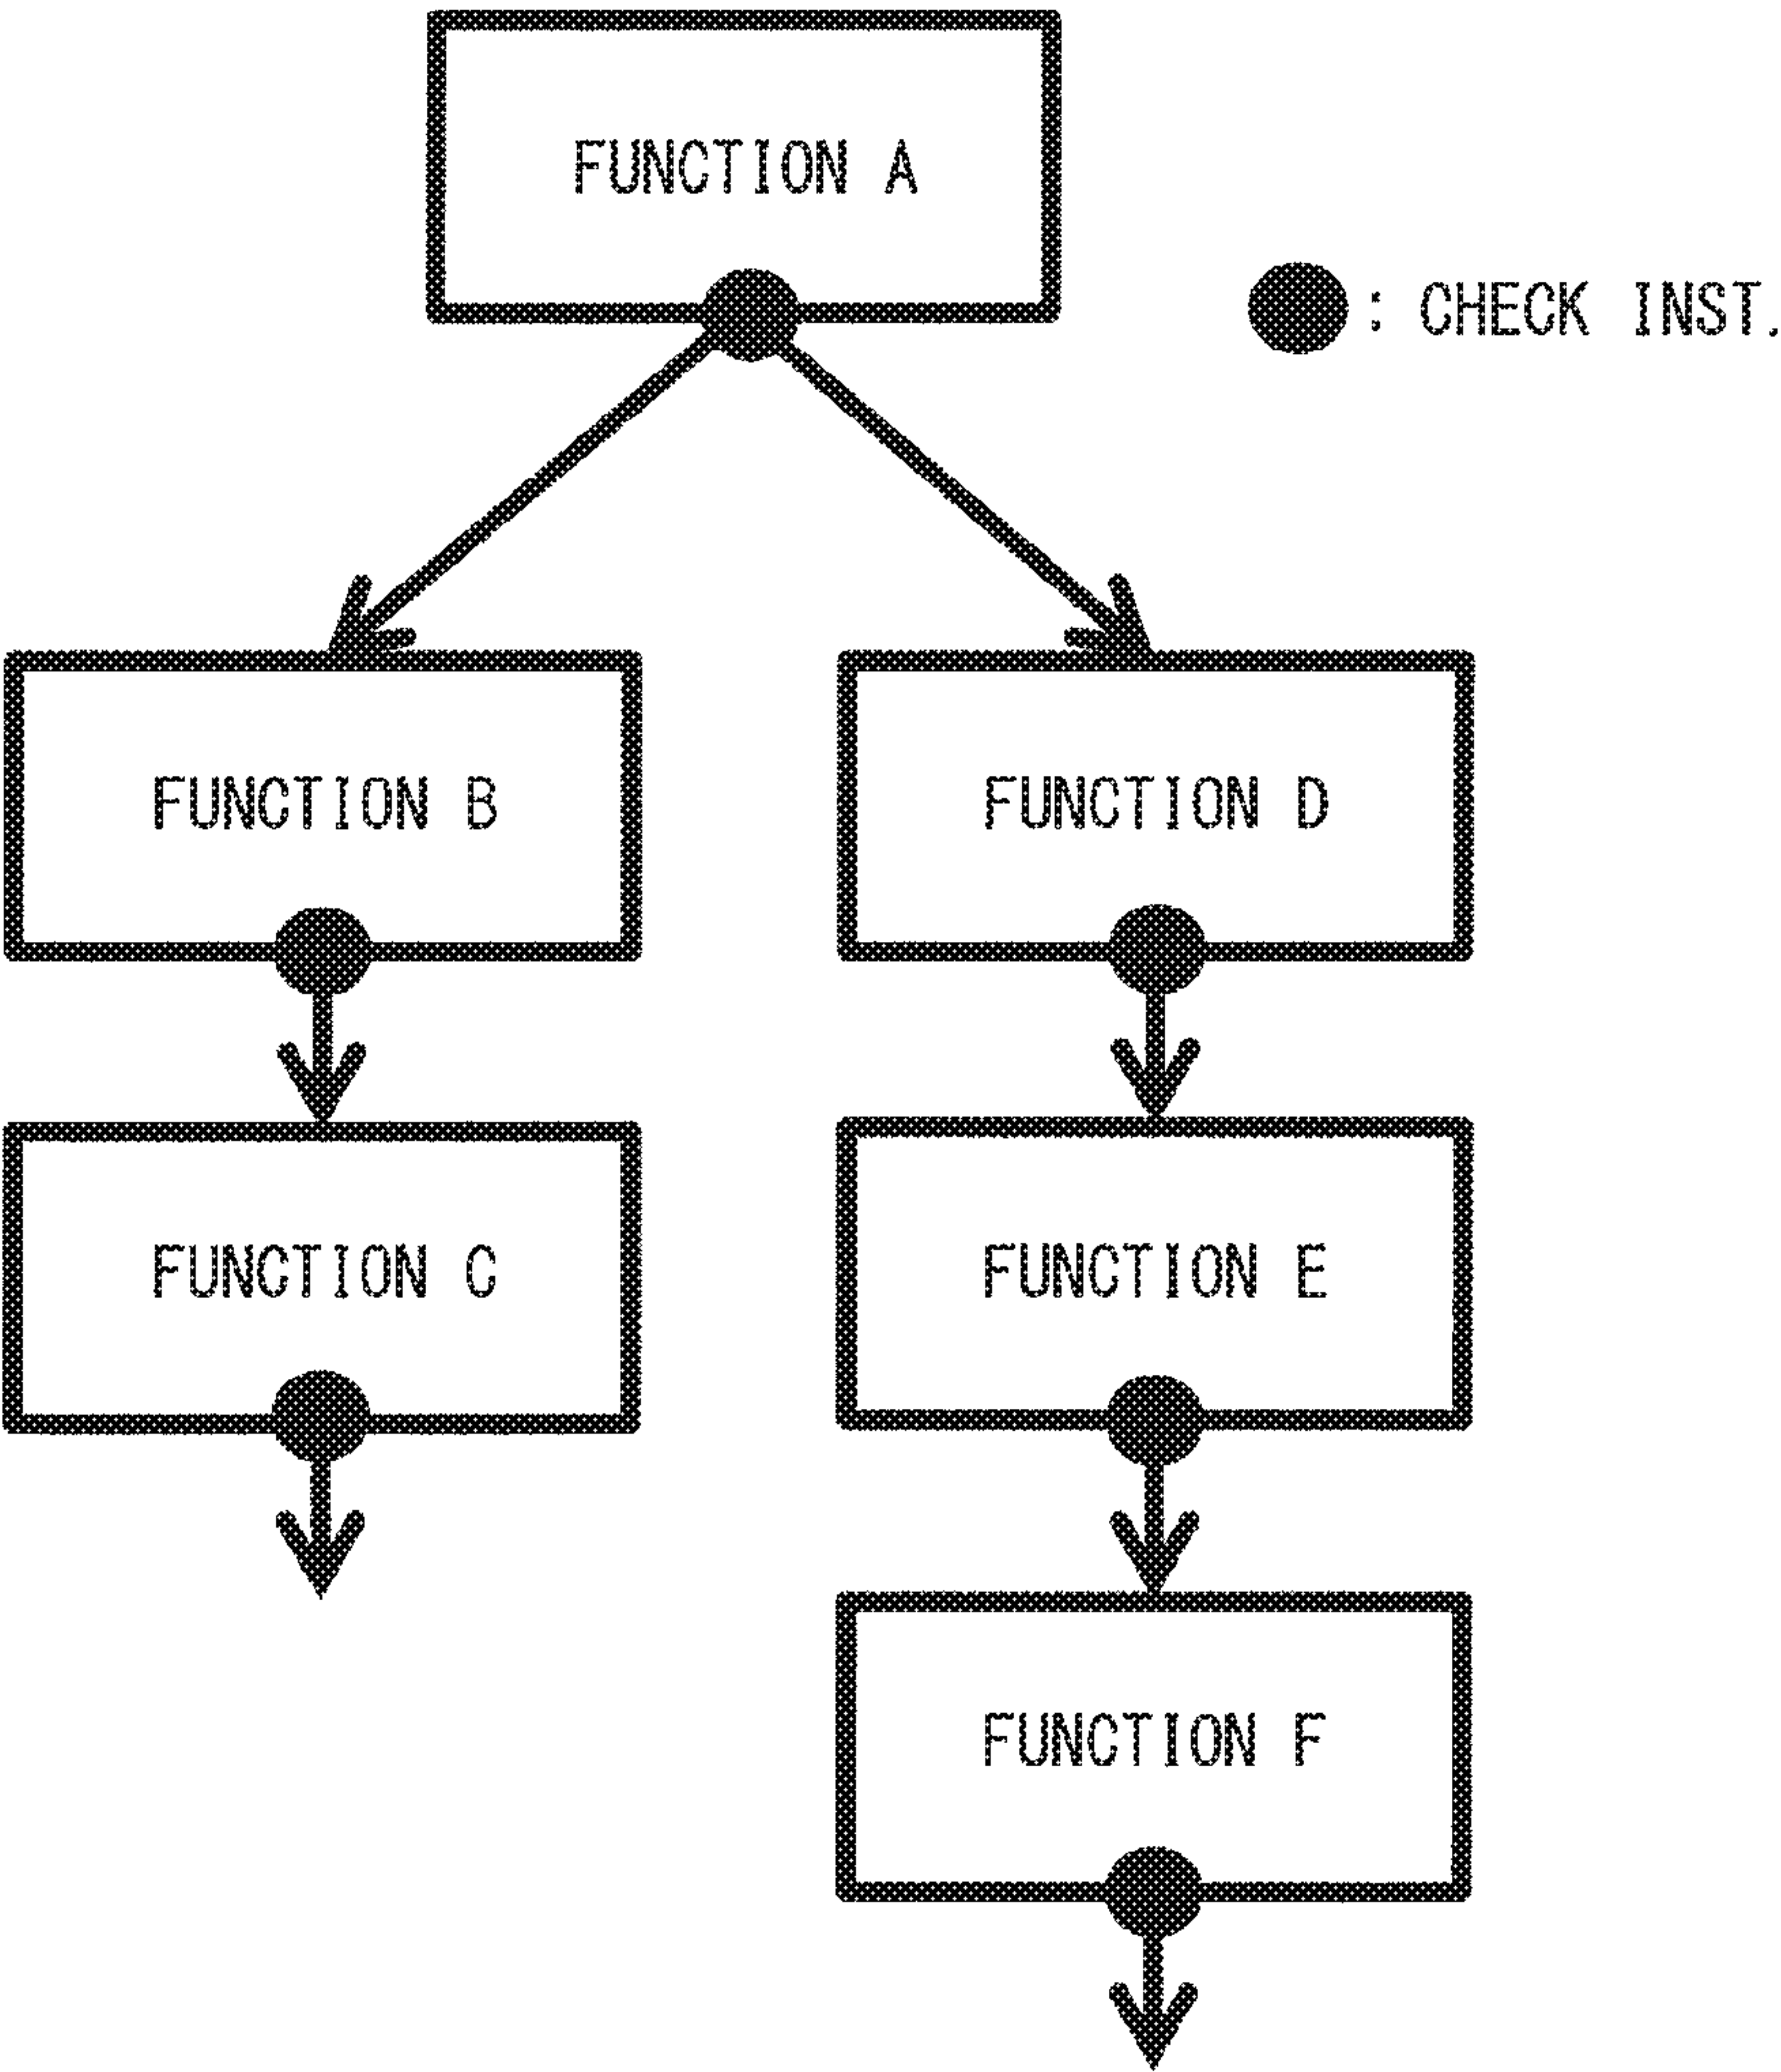 FUNCTION A
: CHECK INST.
FUNCTION B
FUNCTION D
FUNCTION C
FUNCTION E
FUNCTION F